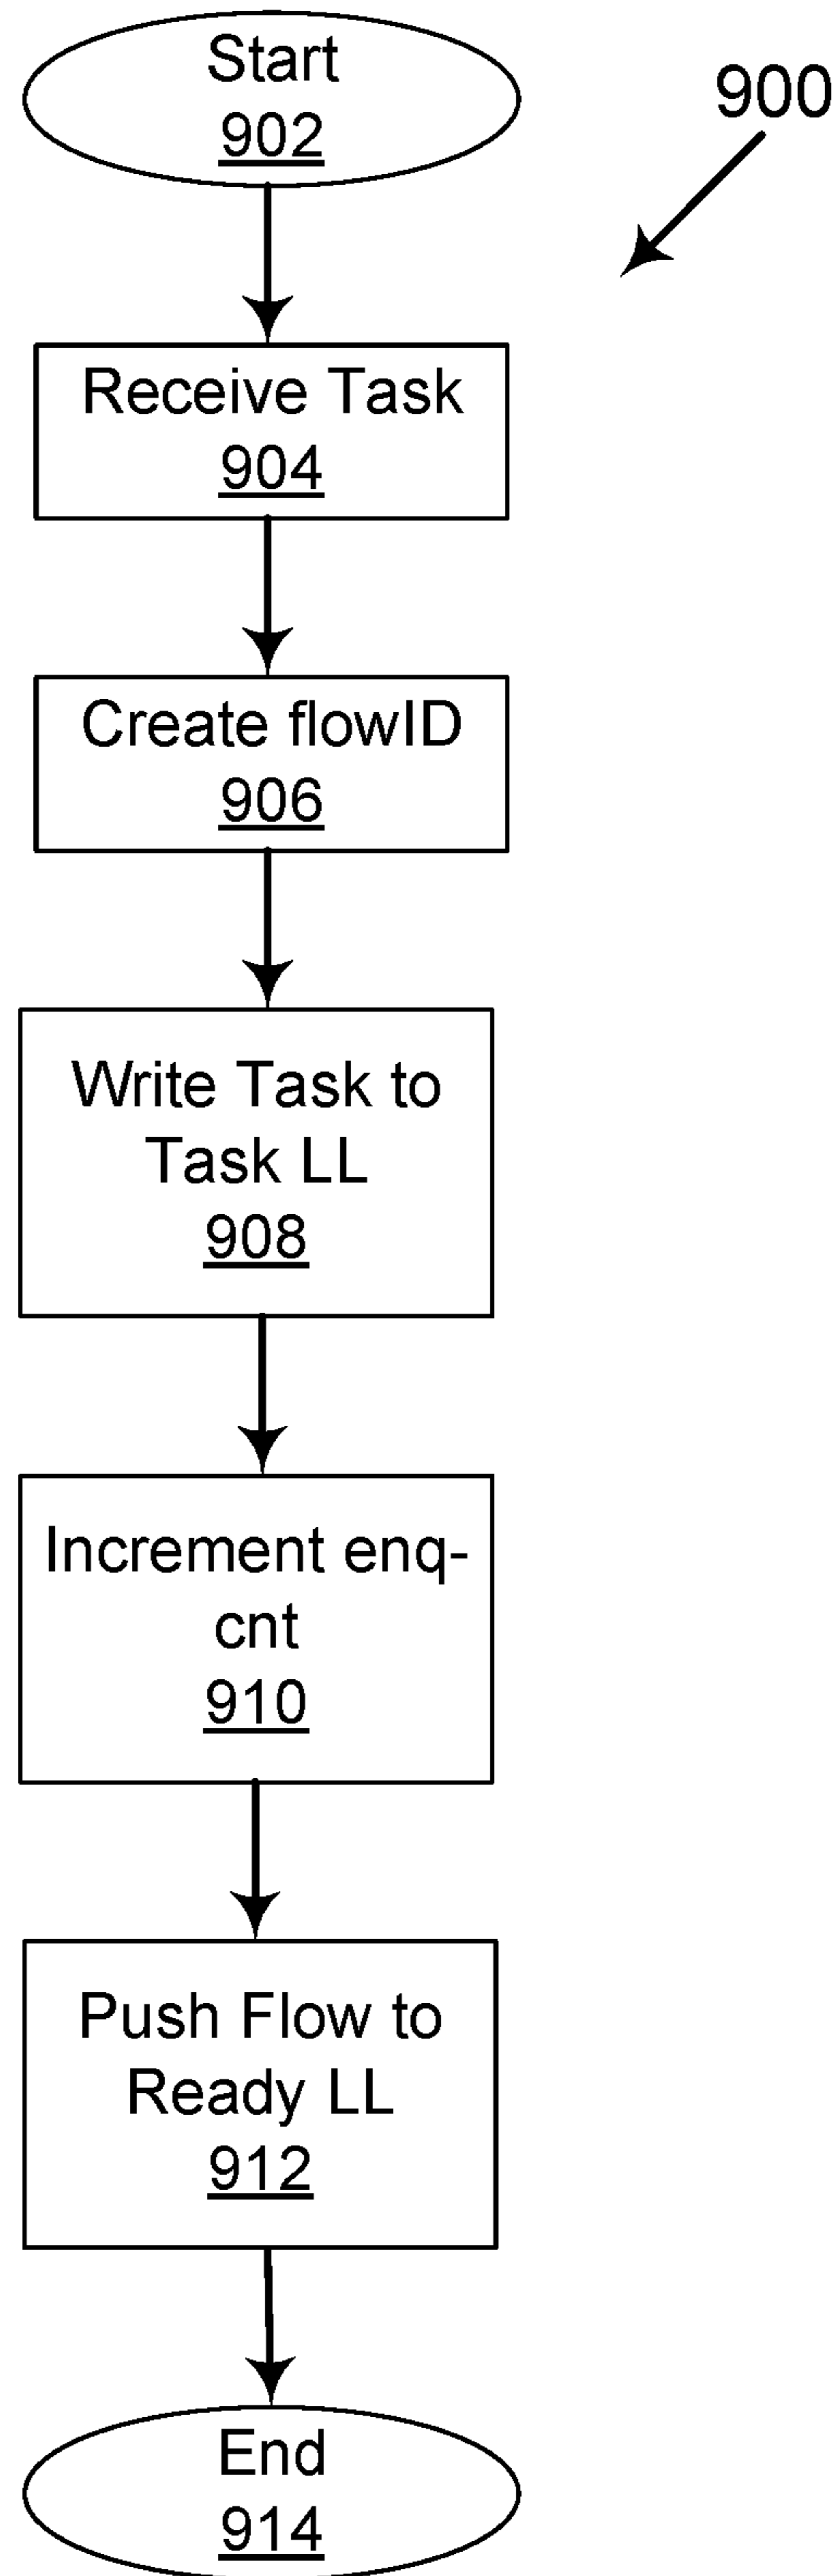 Start
902
900
Receive Task
904
Create flowID
906
Write Task to
Task LL
908
Increment enq-
cnt
910
Push Flow to
Ready LL
912
End
914